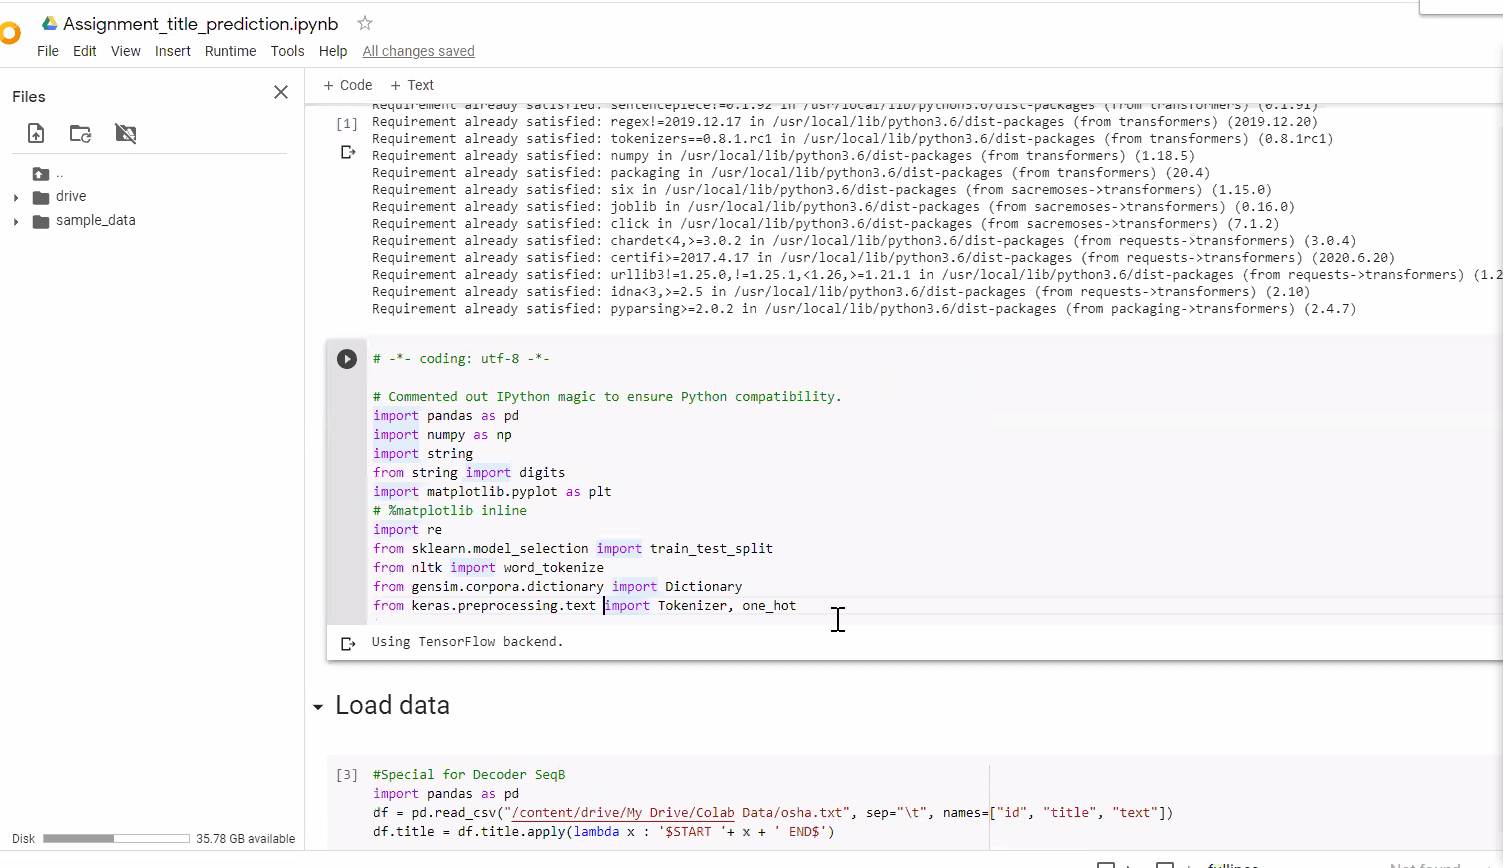 Assignment_title_prediction.ipynb
File Edit View Insert Runtime Tools Help All changes saved
Files
+ Code + Text
..
drive
sample_data
Requirement already satisfied: sentencepiece!=0.1.92 in /usr/local/lib/python3.6/dist-packages (from transformers) (0.1.91)
[1] Requirement already satisfied: regex!=2019.12.17 in /usr/local/lib/python3.6/dist-packages (from transformers) (2019.12.20)
Requirement already satisfied: tokenizers==0.8.1.rc1 in /usr/local/lib/python3.6/dist-packages (from transformers) (0.8.1rc1)
Requirement already satisfied: numpy in /usr/local/lib/python3.6/dist-packages (from transformers) (1.18.5)
Requirement already satisfied: packaging in /usr/local/lib/python3.6/dist-packages (from transformers) (20.4)
Requirement already satisfied: six in /usr/local/lib/python3.6/dist-packages (from sacremoses->transformers) (1.15.0)
Requirement already satisfied: joblib in /usr/local/lib/python3.6/dist-packages (from sacremoses->transformers) (0.16.0)
Requirement already satisfied: click in /usr/local/lib/python3.6/dist-packages (from sacremoses->transformers) (7.1.2)
Requirement already satisfied: chardet<4,>=3.0.2 in /usr/local/lib/python3.6/dist-packages (from requests->transformers) (3.0.4)
Requirement already satisfied: certifi>=2017.4.17 in /usr/local/lib/python3.6/dist-packages (from requests->transformers) (2020.6.20)
Requirement already satisfied: urllib3!=1.25.0,!=1.25.1,<1.26,>=1.21.1 in /usr/local/lib/python3.6/dist-packages (from requests->transformers) (1.2
Requirement already satisfied: idna<3,>=2.5 in /usr/local/lib/python3.6/dist-packages (from requests->transformers) (2.10)
Requirement already satisfied: pyparsing>=2.0.2 in /usr/local/lib/python3.6/dist-packages (from packaging->transformers) (2.4.7)
# -*- coding: utf-8 -*-
# Commented out IPython magic to ensure Python compatibility.
import pandas as pd
import numpy as np
import string
from string import digits
import matplotlib.pyplot as plt
# %matplotlib inline
import re
from sklearn.model_selection import train_test_split
from nltk import word_tokenize
from gensim.corpora.dictionary import Dictionary
from keras.preprocessing.text import Tokenizer, one_hot
Using TensorFlow backend.
Load data
[3] #Special for Decoder SeqB
import pandas as pd
df = pd.read_csv("/content/drive/My Drive/Colab Data/osha.txt", sep="\t", names=["id", "title", "text"])
df.title = df.title.apply(lambda x : '$START '+ x + ' END$')
Disk 35.78 GB available